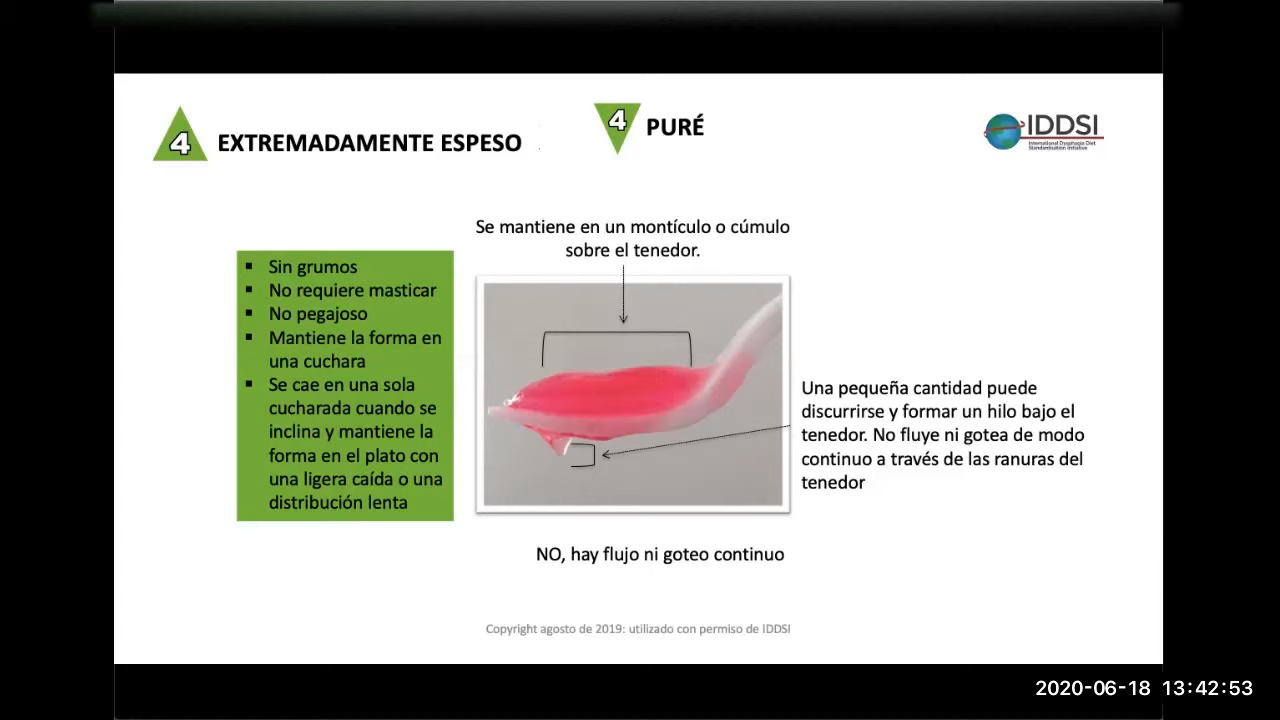 4
EXTREMADAMENTE ESPESO
4
PURÉ
IDDSI
International Dysphagia Diet
Standardisation Initiative
Se mantiene en un montículo o cúmulo
sobre el tenedor.
▪ Sin grumos
▪ No requiere masticar
▪ No pegajoso
▪ Mantiene la forma en
una cuchara
▪ Se cae en una sola
cucharada cuando se
inclina y mantiene la
forma en el plato con
una ligera caída o una
distribución lenta
Una pequeña cantidad puede
discurrirse y formar un hilo bajo el
tenedor. No fluye ni gotea de modo
continuo a través de las ranuras del
tenedor
NO, hay flujo ni goteo continuo
Copyright agosto de 2019: utilizado con permiso de IDDSI
2020-06-18 13:42:53